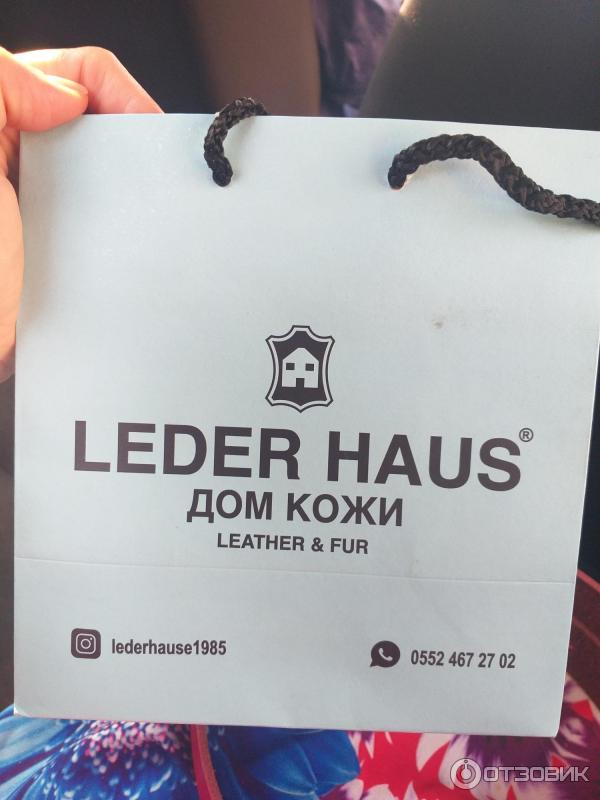 LEDER HAUS®
ДОМ КОЖИ
LEATHER & FUR
lederhause1985
0552 467 27 02
ОТЗОВИК